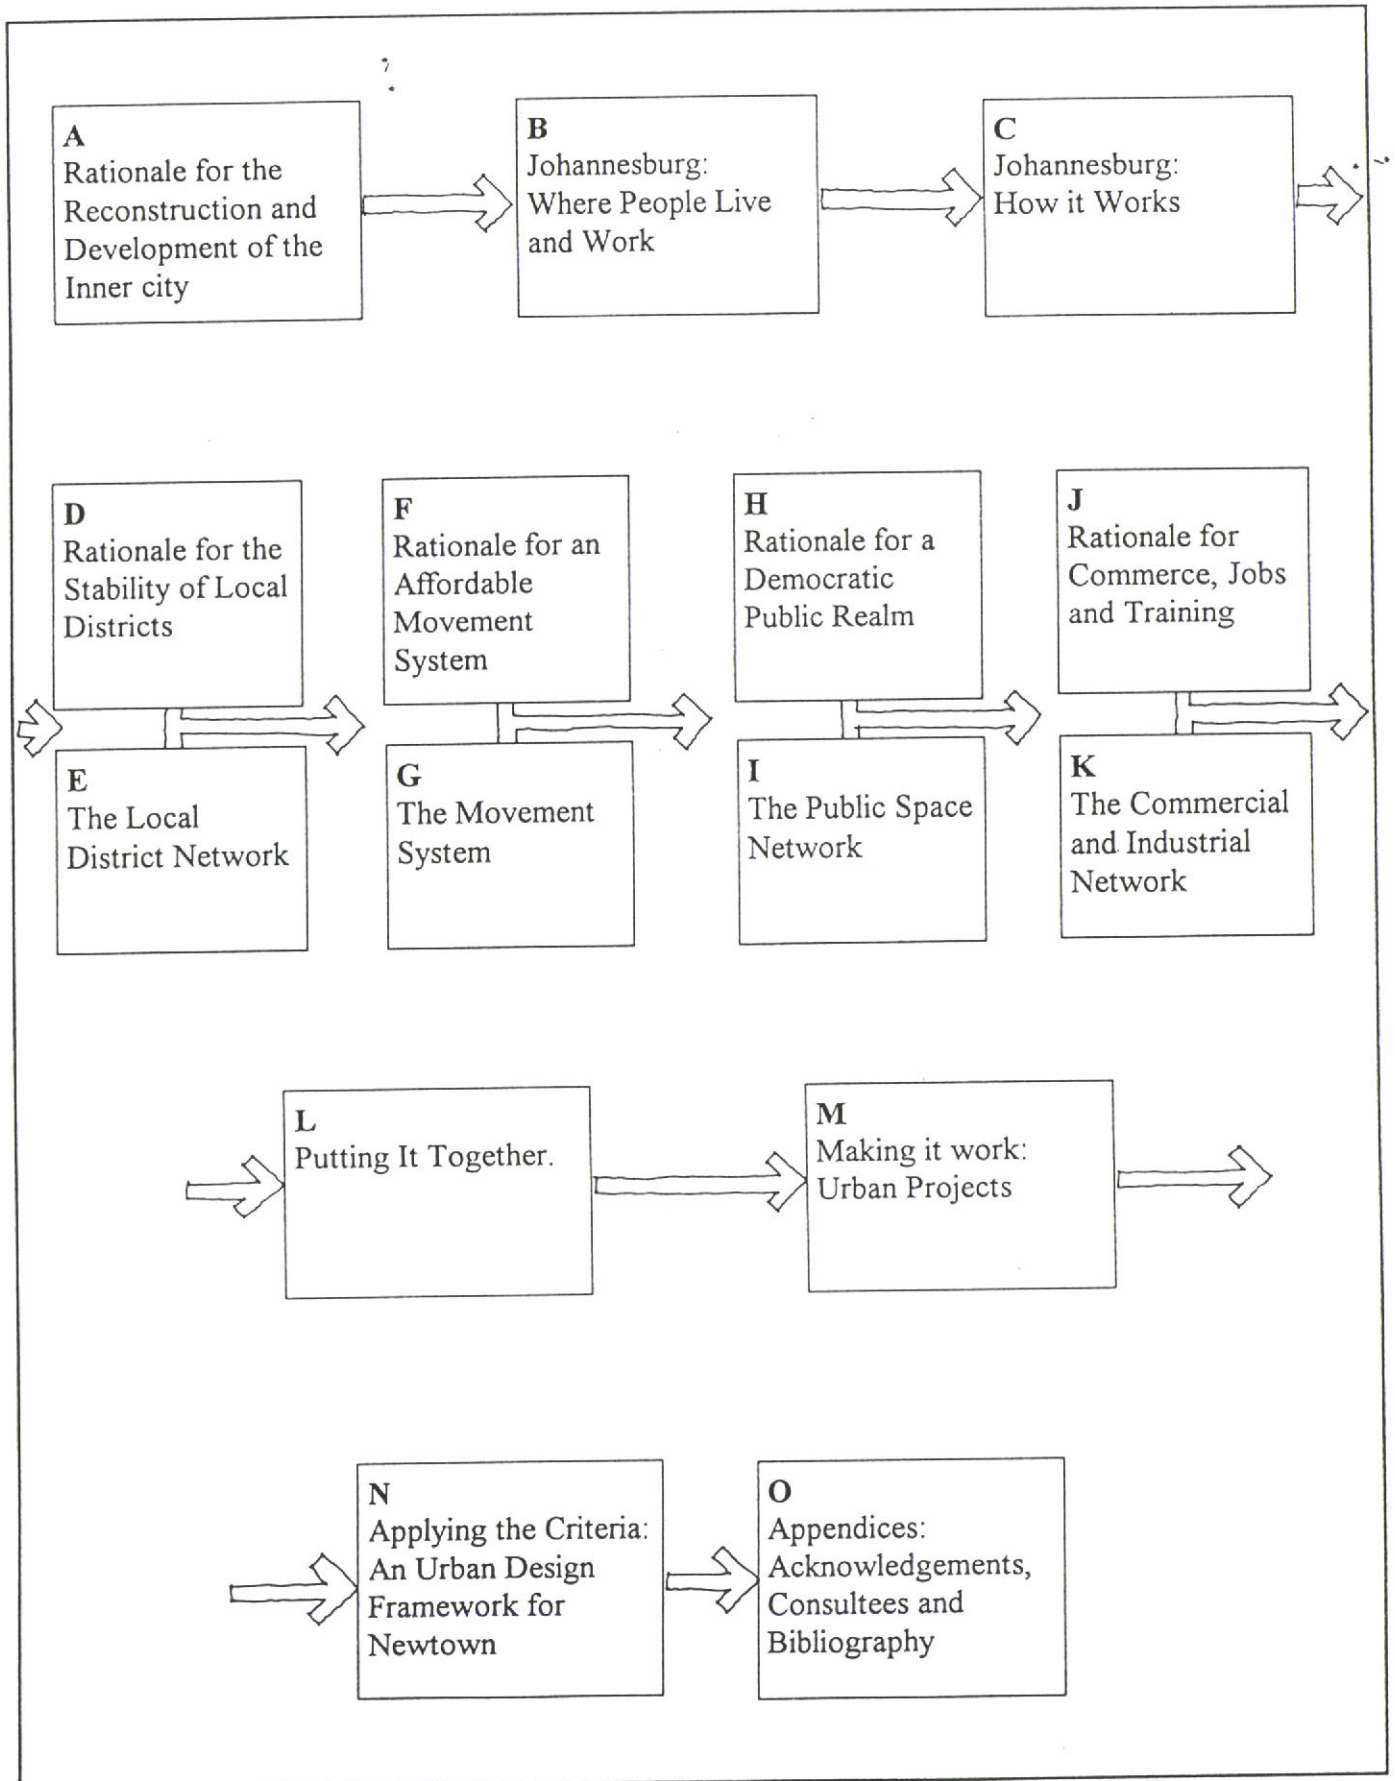 A
Rationale for the
Reconstruction and
Development of the
Inner city
B
Johannesburg:
Where People Live
and Work
C
Johannesburg:
How it Works
D
Rationale for the
Stability of Local
Districts
E
The Local
District Network
F
Rationale for an
Affordable
Movement
System
G
The Movement
System
H
Rationale for a
Democratic
Public Realm
I
The Public Space
Network
J
Rationale for
Commerce, Jobs
and Training
K
The Commercial
and Industrial
Network
L
Putting It Together.
M
Making it work:
Urban Projects
N
Applying the Criteria:
An Urban Design
Framework for
Newtown
O
Appendices:
Acknowledgements,
Consultees and
Bibliography